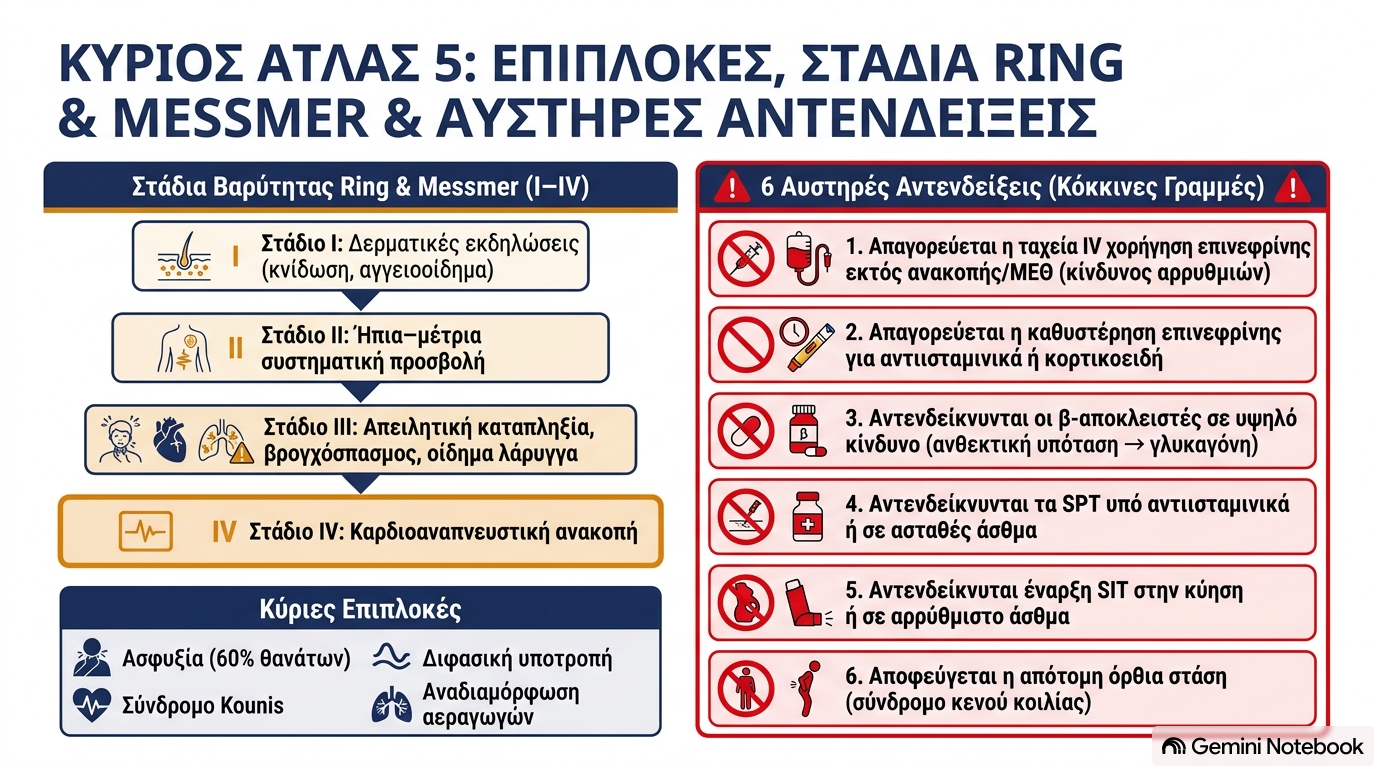 ΚΥΡΙΟΣ ΑΤΛΑΣ 5: ΕΠΙΠΛΟΚΕΣ, ΣΤΑΔΙΑ RING
& MESSMER & ΑΥΣΤΗΡΕΣ ΑΝΤΕΝΔΕΙΞΕΙΣ
Στάδια Βαρύτητας Ring & Messmer (I–IV)
I
Στάδιο I: Δερματικές εκδηλώσεις
(κνίδωση, αγγειοοίδημα)
II
Στάδιο II: Ήπια–μέτρια
συστηματική προσβολή
Στάδιο III: Απειλητική καταπληξία,
βρογχόσπασμος, οίδημα λάρυγγα
IV Στάδιο IV: Καρδιοαναπνευστική ανακοπή
Κύριες Επιπλοκές
Ασφυξία (60% θανάτων)
Διφασική υποτροπή
Σύνδρομο Kounis
Αναδιαμόρφωση
αεραγωγών
6 Αυστηρές Αντενδείξεις (Κόκκινες Γραμμές)
1. Απαγορεύεται η ταχεία IV χορήγηση επινεφρίνης
εκτός ανακοπής/ΜΕΘ (κίνδυνος αρρυθμιών)
2. Απαγορεύεται η καθυστέρηση επινεφρίνης
για αντιισταμινικά ή κορτικοειδή
β
3. Αντενδείκνυνται οι β-αποκλειστές σε υψηλό
κίνδυνο (ανθεκτική υπόταση → γλυκαγόνη)
4. Αντενδείκνυνται τα SPT υπό αντιισταμινικά
ή σε ασταθές άσθμα
5. Αντενδείκνυται έναρξη SIT στην κύηση
ή σε αρρύθμιστο άσθμα
6. Αποφεύγεται η απότομη όρθια στάση
(σύνδρομο κενού κοιλίας)
Gemini Notebook